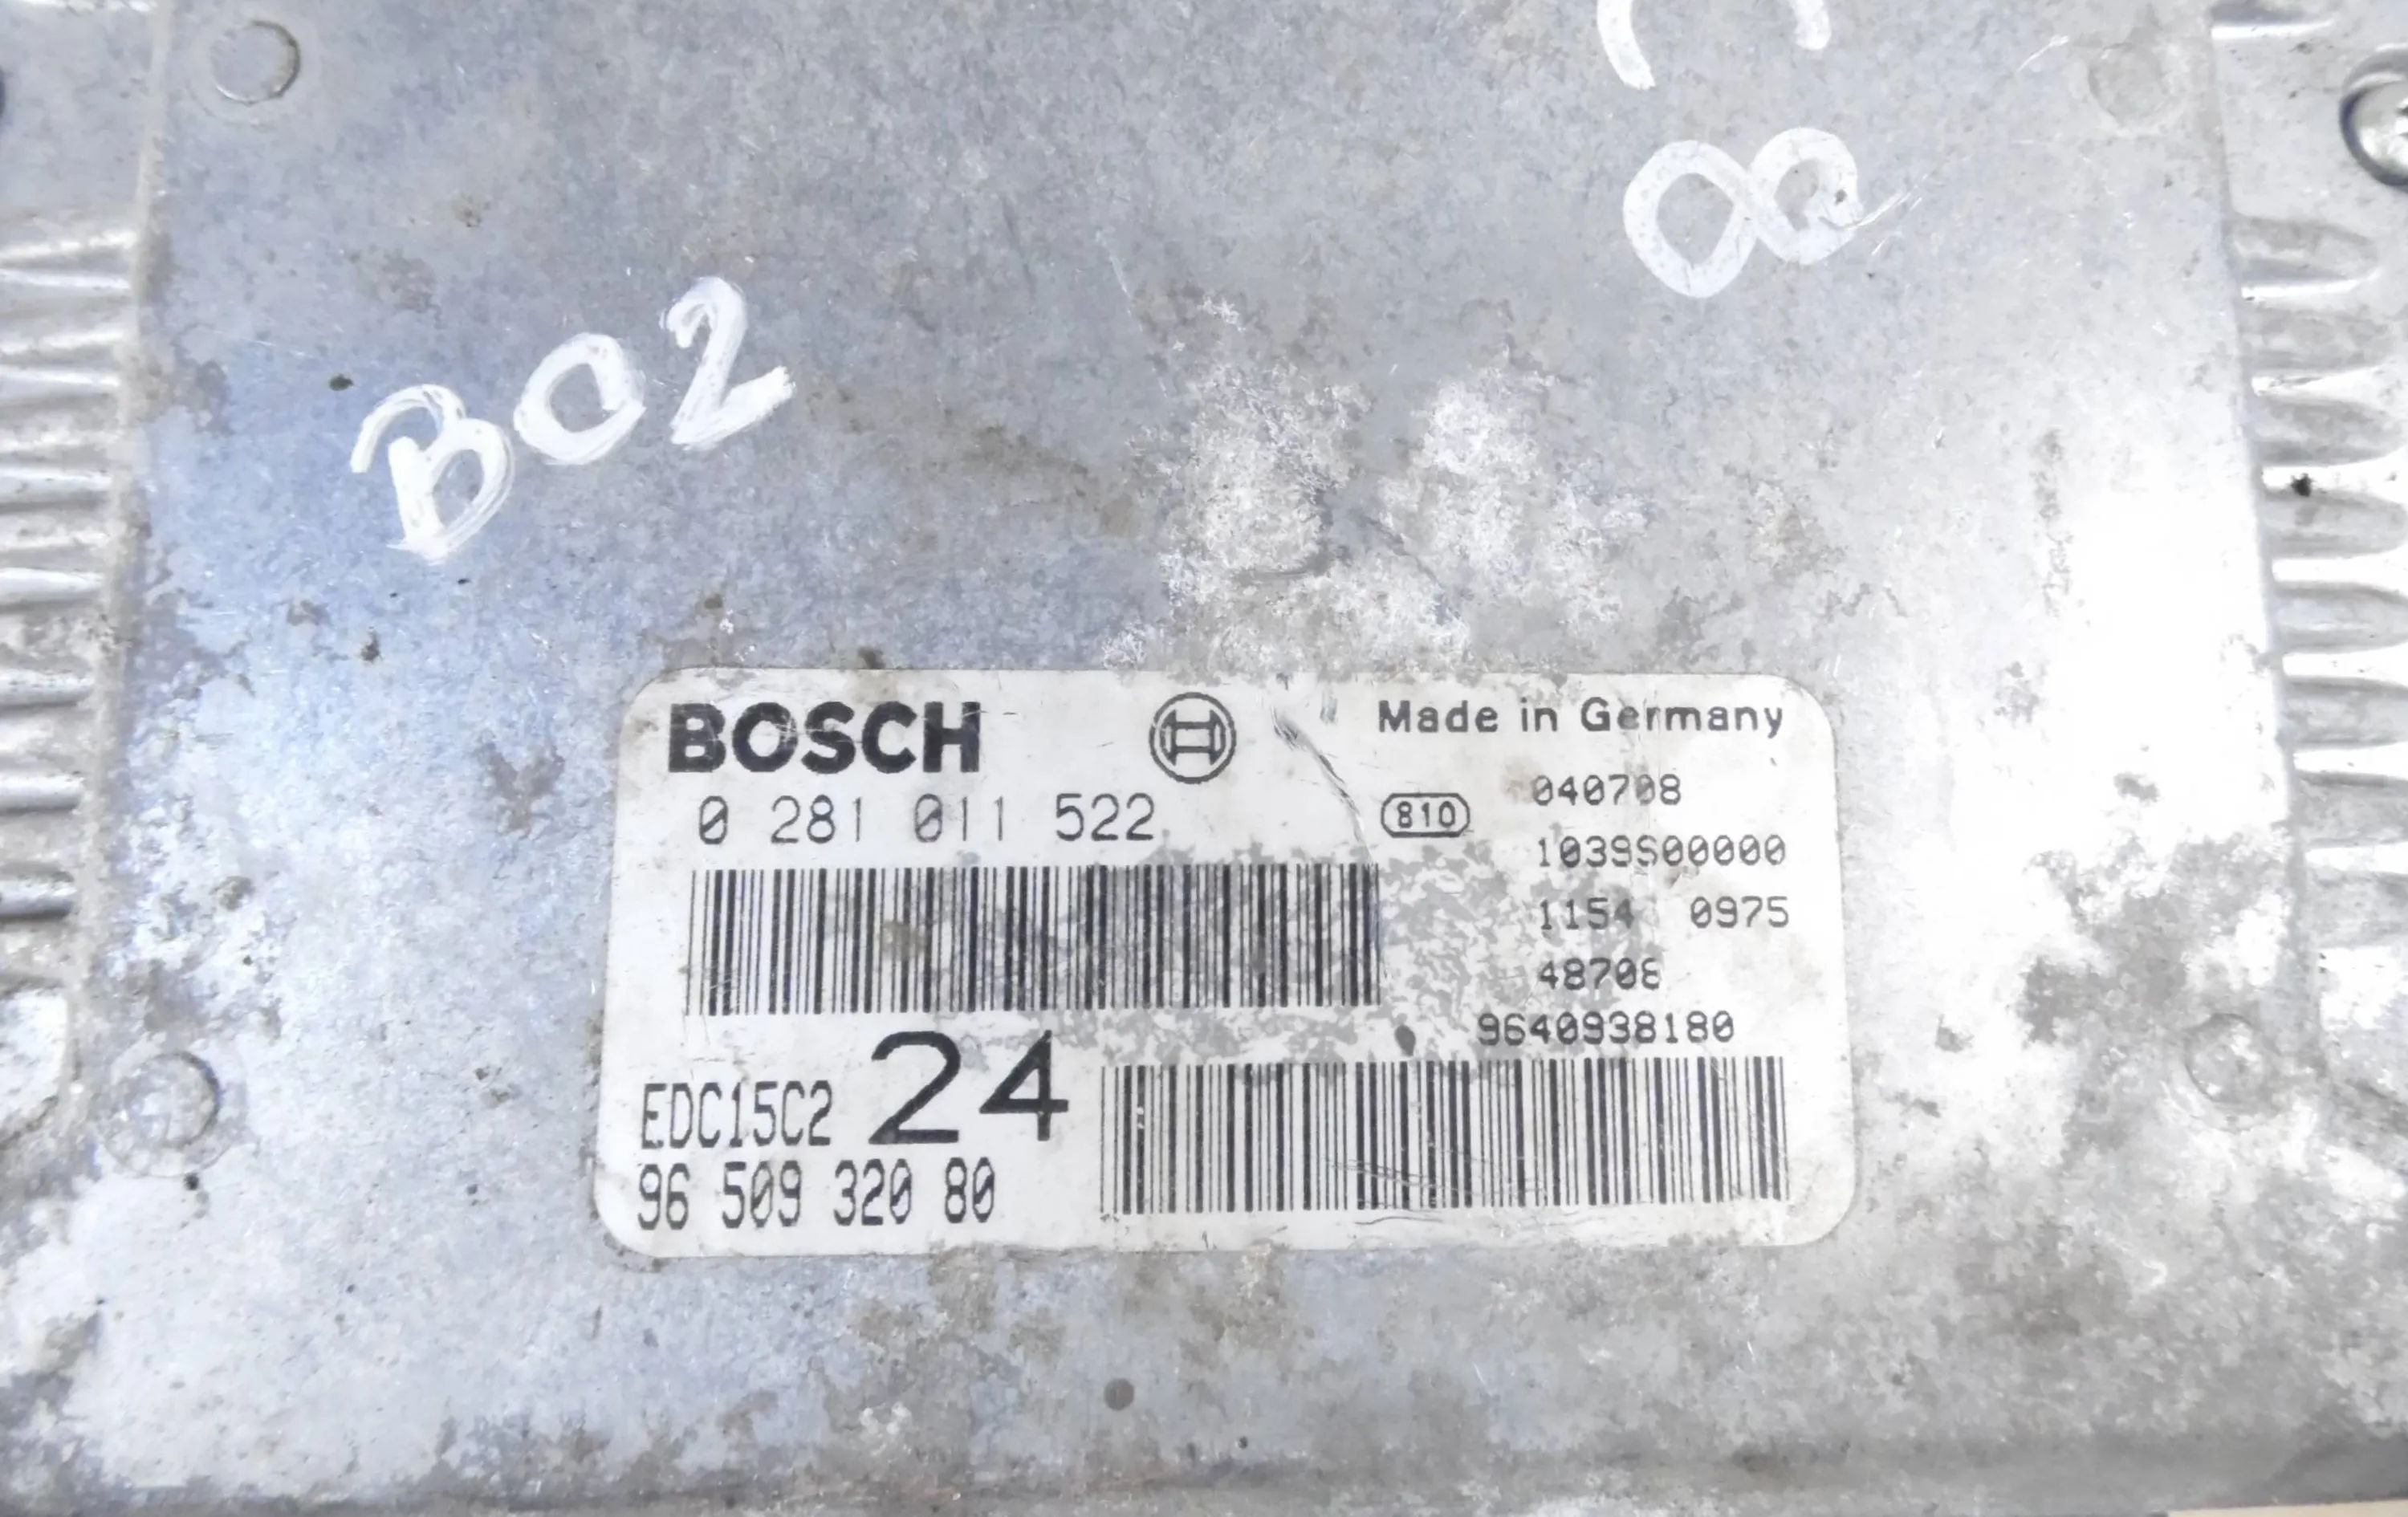 8
B02
BOSCH
Made in Germany
0 281 011 522
810
040708
1039S00000
1154 0975
48708
9640938180
EDC15C2 24
96 509 320 80